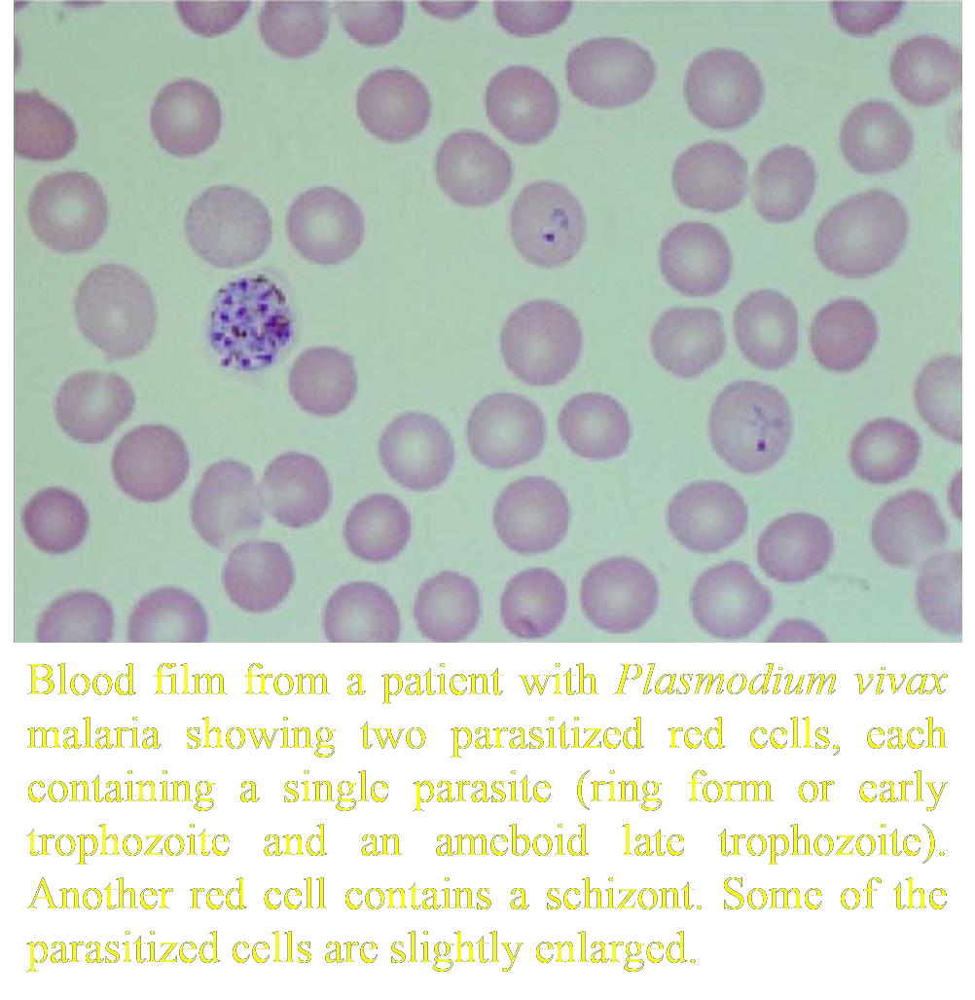 Blood film from a patient with Plasmodium vivax
malaria showing two parasitized red cells, each
containing a single parasite (ring form or early
trophozoite and an ameboid late trophozoite).
Another red cell contains a schizont. Some of the
parasitized cells are slightly enlarged.